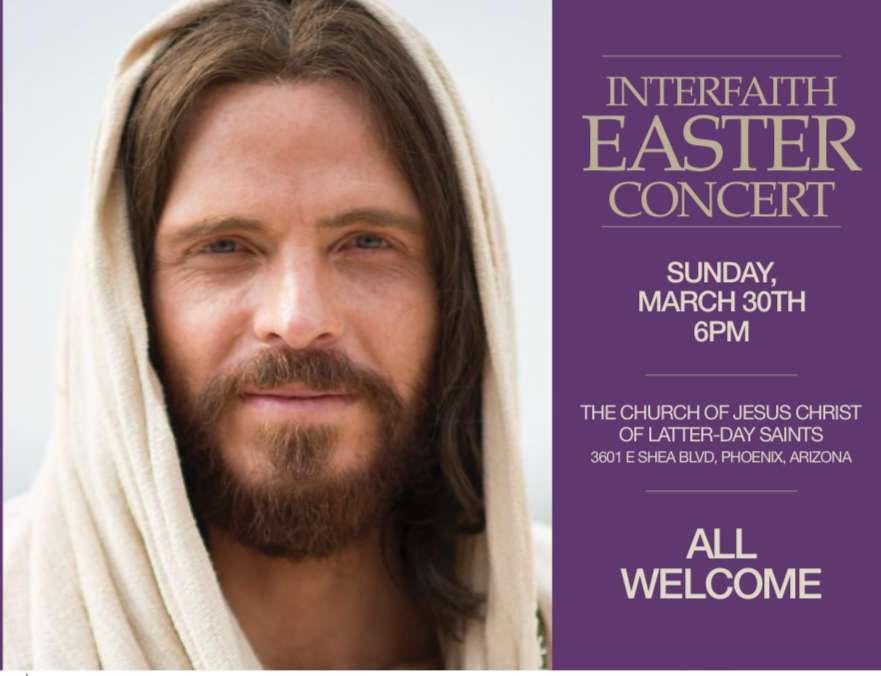 INTERFAITH
EASTER
CONCERT
SUNDAY,
MARCH 30TH
6PM
THE CHURCH OF JESUS CHRIST
OF LATTER-DAY SAINTS
3601 E SHEA BLVD, PHOENIX, ARIZONA
ALL
WELCOME